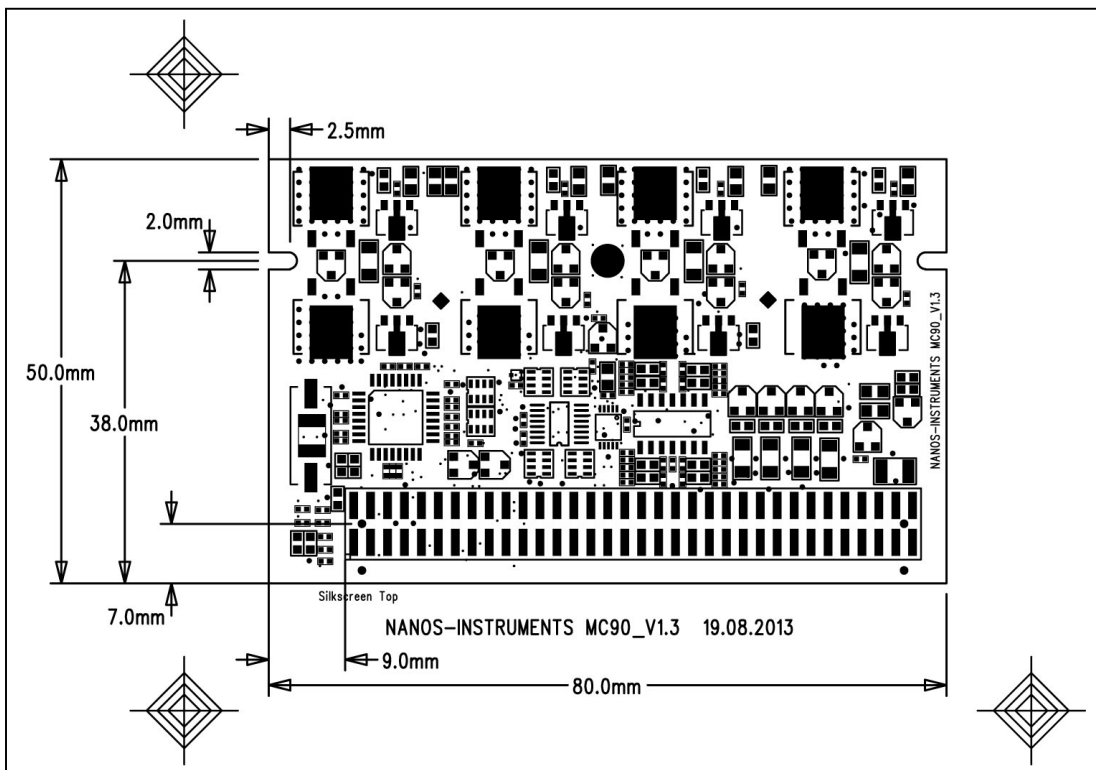 2.5mm
2.0mm
50.0mm
38.0mm
NANOS-INSTRUMENTS MC90_V1.3
7.0mm
Silkscreen Top
NANOS-INSTRUMENTS MC90_V1.3 19.08.2013
9.0mm
80.0mm